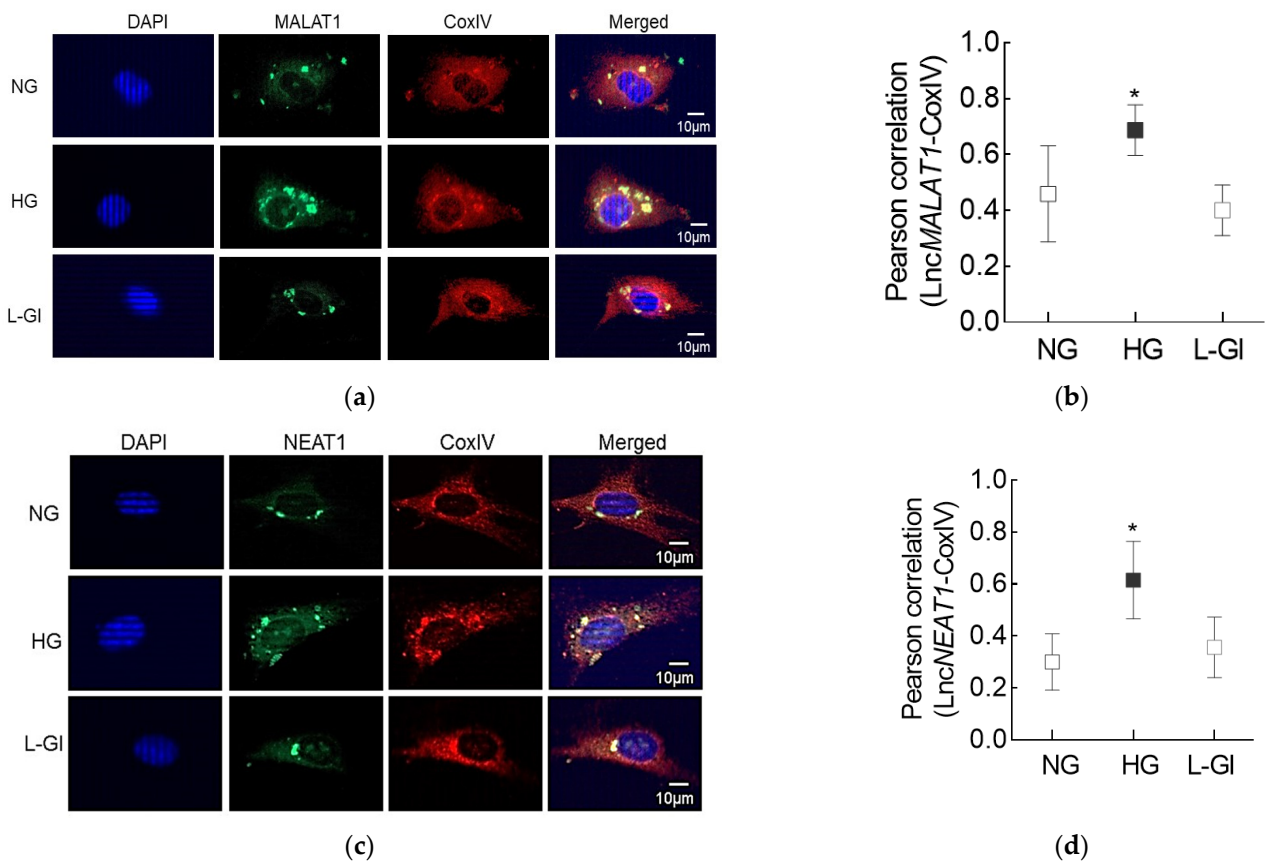 DAPI MALAT1 CoxIV Merged
NG
10µm
HG
10µm
L-Gl
10µm
(a)
Pearson correlation
(LncMALAT1-CoxIV)
1.0
0.8
0.6
0.4
0.2
0.0
*
NG HG L-Gl
(b)
DAPI NEAT1 CoxIV Merged
NG
10µm
HG
10µm
L-Gl
10µm
(c)
Pearson correlation
(LncNEAT1-CoxIV)
1.0
0.8
0.6
0.4
0.2
0.0
*
NG HG L-Gl
(d)